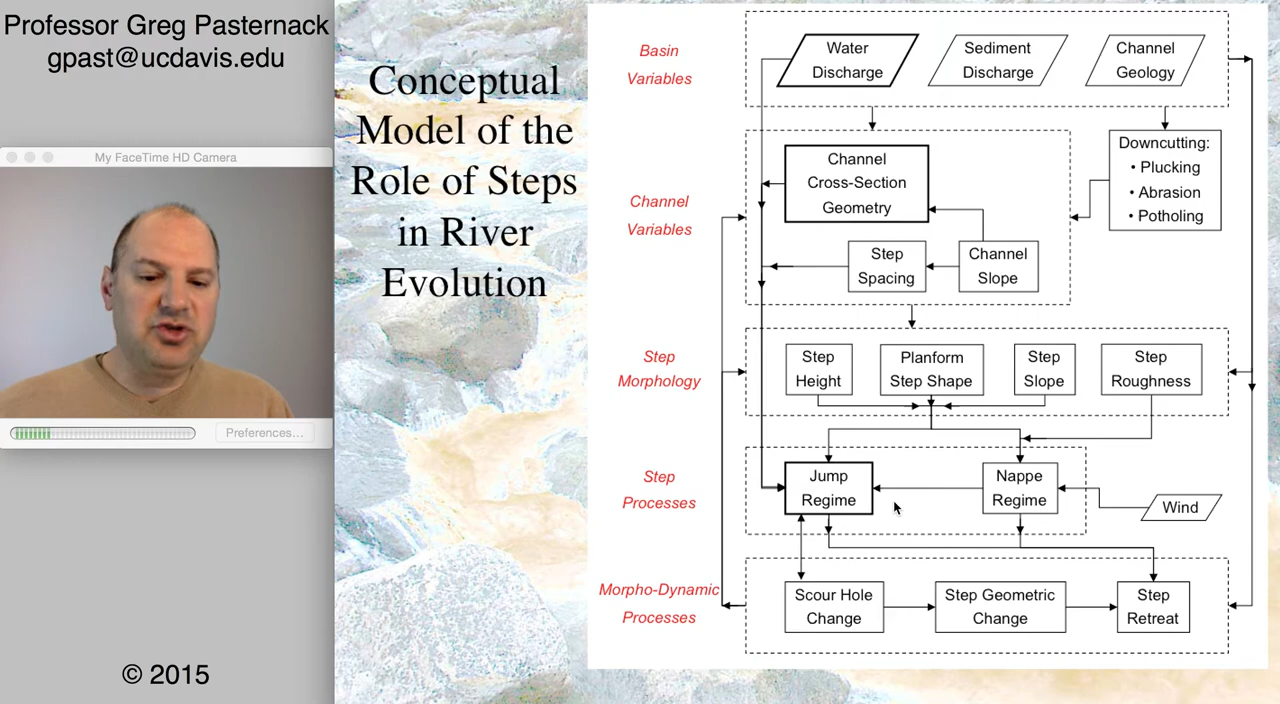 Professor Greg Pasternack
gpast@ucdavis.edu
My FaceTime HD Camera
Preferences...
© 2015
Conceptual
Model of the
Role of Steps
in River
Evolution
Basin
Variables
Water
Discharge
Sediment
Discharge
Channel
Geology
Channel
Variables
Channel
Cross-Section
Geometry
Downcutting:
• Plucking
• Abrasion
• Potholing
Step
Spacing
Channel
Slope
Step
Morphology
Step
Height
Planform
Step Shape
Step
Slope
Step
Roughness
Step
Processes
Jump
Regime
Nappe
Regime
Wind
Morpho-Dynamic
Processes
Scour Hole
Change
Step Geometric
Change
Step
Retreat